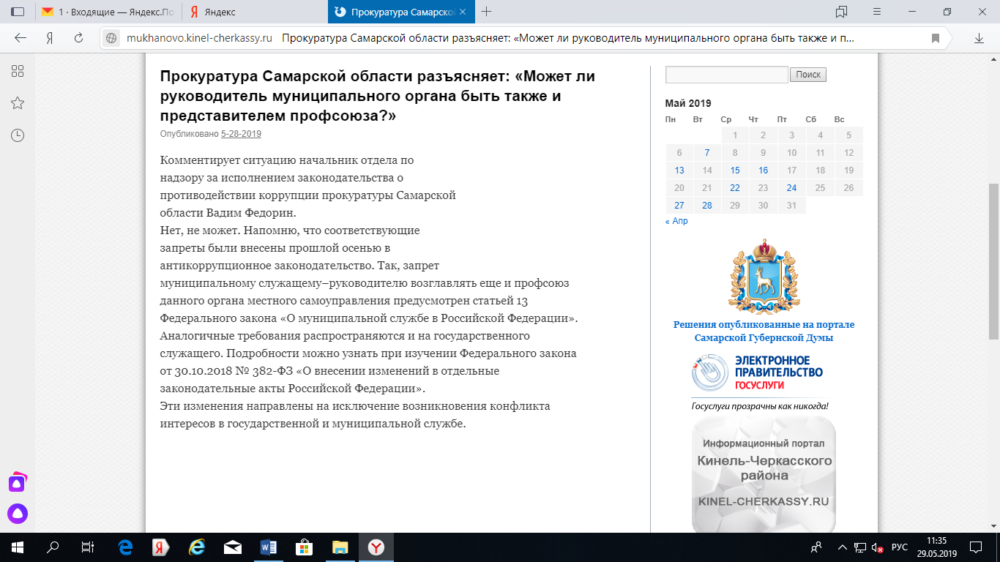 1 · Входящие — Яндекс.По
Яндекс
Прокуратура Самарской
mukhanovo.kinel-cherkassy.ru Прокуратура Самарской области разъясняет: «Может ли руководитель муниципального органа быть также и п...
Прокуратура Самарской области разъясняет: «Может ли
руководитель муниципального органа быть также и
представителем профсоюза?»
Опубликовано 5-28-2019
Комментирует ситуацию начальник отдела по
надзору за исполнением законодательства о
противодействии коррупции прокуратуры Самарской
области Вадим Федорин.
Нет, не может. Напомню, что соответствующие
запреты были внесены прошлой осенью в
антикоррупционное законодательство. Так, запрет
муниципальному служащему–руководителю возглавлять еще и профсоюз
данного органа местного самоуправления предусмотрен статьей 13
Федерального закона «О муниципальной службе в Российской Федерации».
Аналогичные требования распространяются и на государственного
служащего. Подробности можно узнать при изучении Федерального закона
от 30.10.2018 № 382-ФЗ «О внесении изменений в отдельные
законодательные акты Российской Федерации».
Эти изменения направлены на исключение возникновения конфликта
интересов в государственной и муниципальной службе.
Поиск
Май 2019
Пн Вт Ср Чт Пт Сб Вс
1 2 3 4 5
6 7 8 9 10 11 12
13 14 15 16 17 18 19
20 21 22 23 24 25 26
27 28 29 30 31
« Апр
Решения опубликованные на портале
Самарской Губернской Думы
ЭЛЕКТРОННОЕ
ПРАВИТЕЛЬСТВО
ГОСУСЛУГИ
Госуслуги прозрачны как никогда!
Информационный портал
Кинель-Черкасского
района
KINEL-CHERKASSY.RU
РУС
11:35
29.05.2019